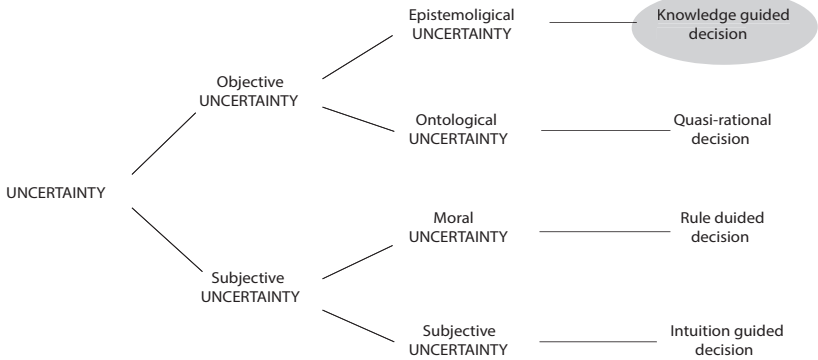 Epistemoligical
UNCERTAINTY
Knowledge guided
decision
Objective
UNCERTAINTY
Ontological
UNCERTAINTY
Quasi-rational
decision
UNCERTAINTY
Moral
UNCERTAINTY
Rule duided
decision
Subjective
UNCERTAINTY
Subjective
UNCERTAINTY
Intuition guided
decision